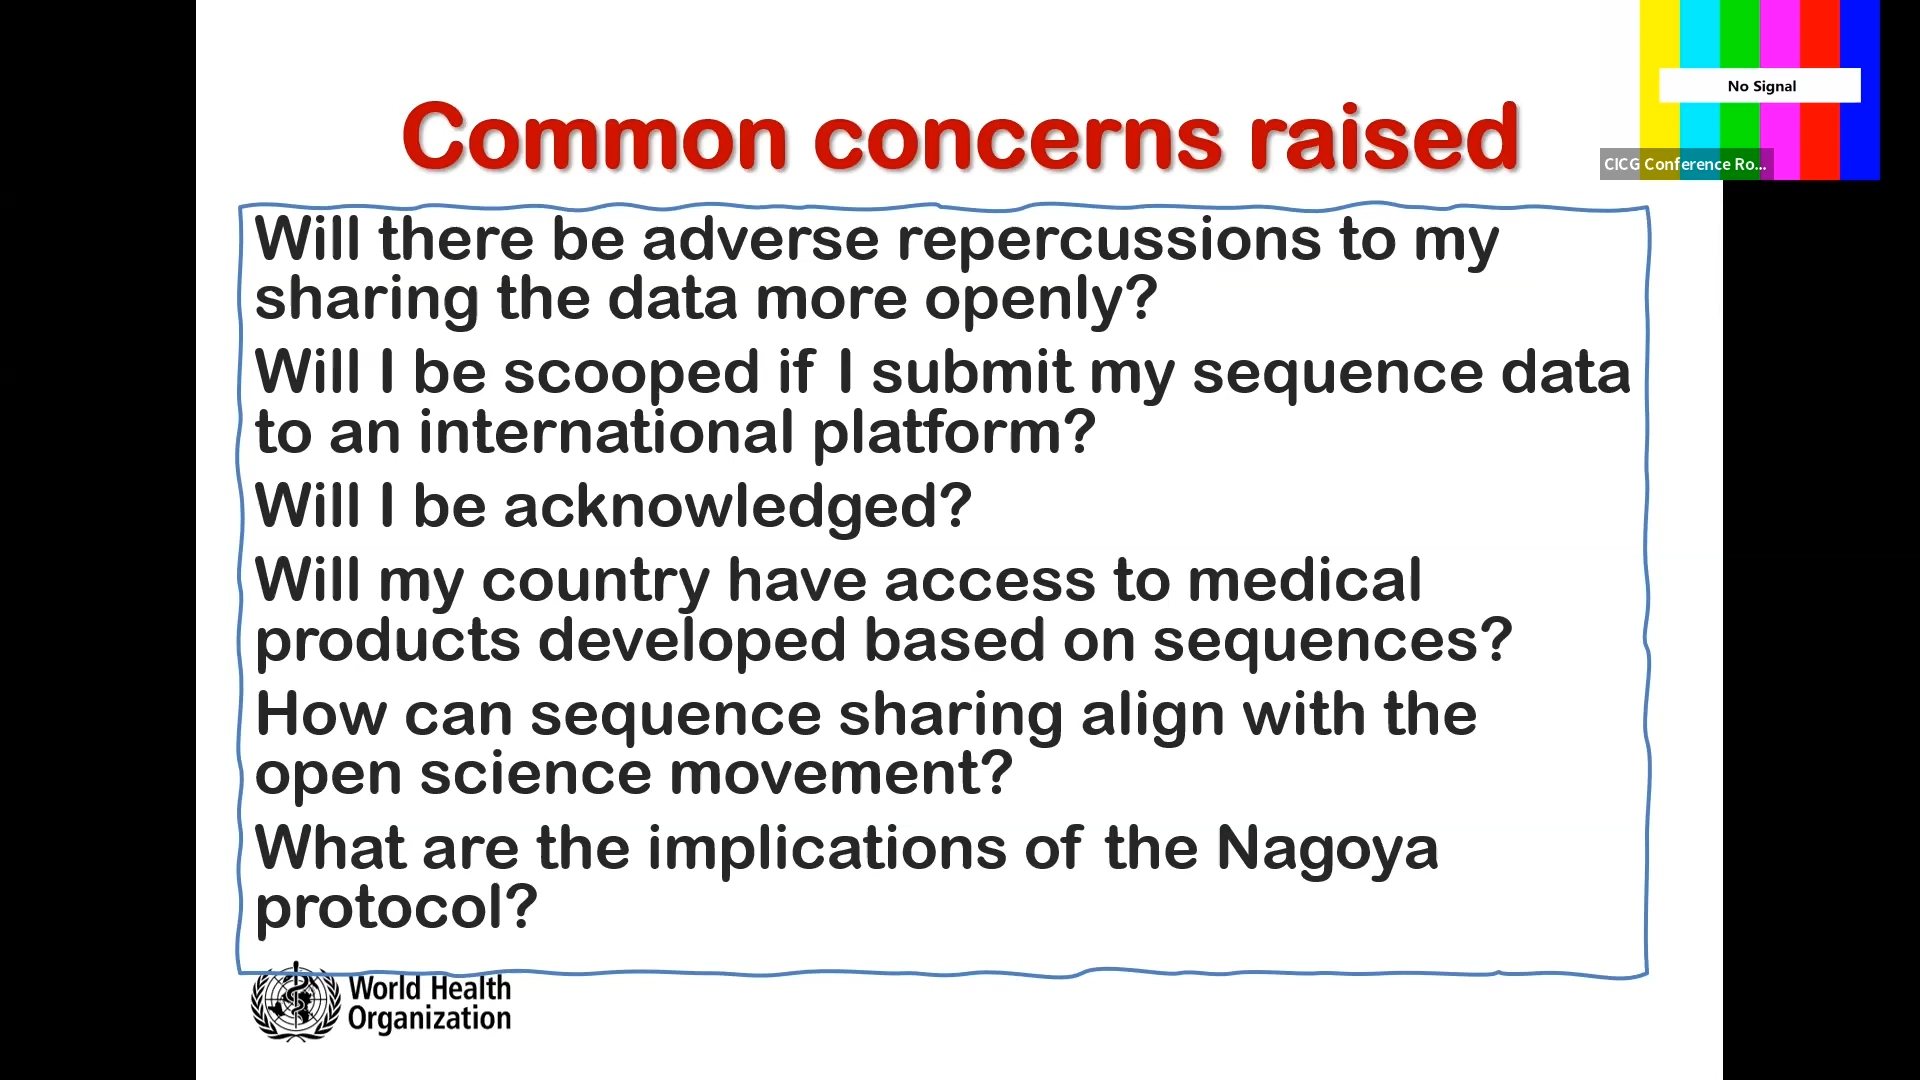 No Signal
CICG Conference Ro...
Common concerns raised
Will there be adverse repercussions to my
sharing the data more openly?
Will I be scooped if I submit my sequence data
to an international platform?
Will I be acknowledged?
Will my country have access to medical
products developed based on sequences?
How can sequence sharing align with the
open science movement?
What are the implications of the Nagoya
protocol?
World Health
Organization